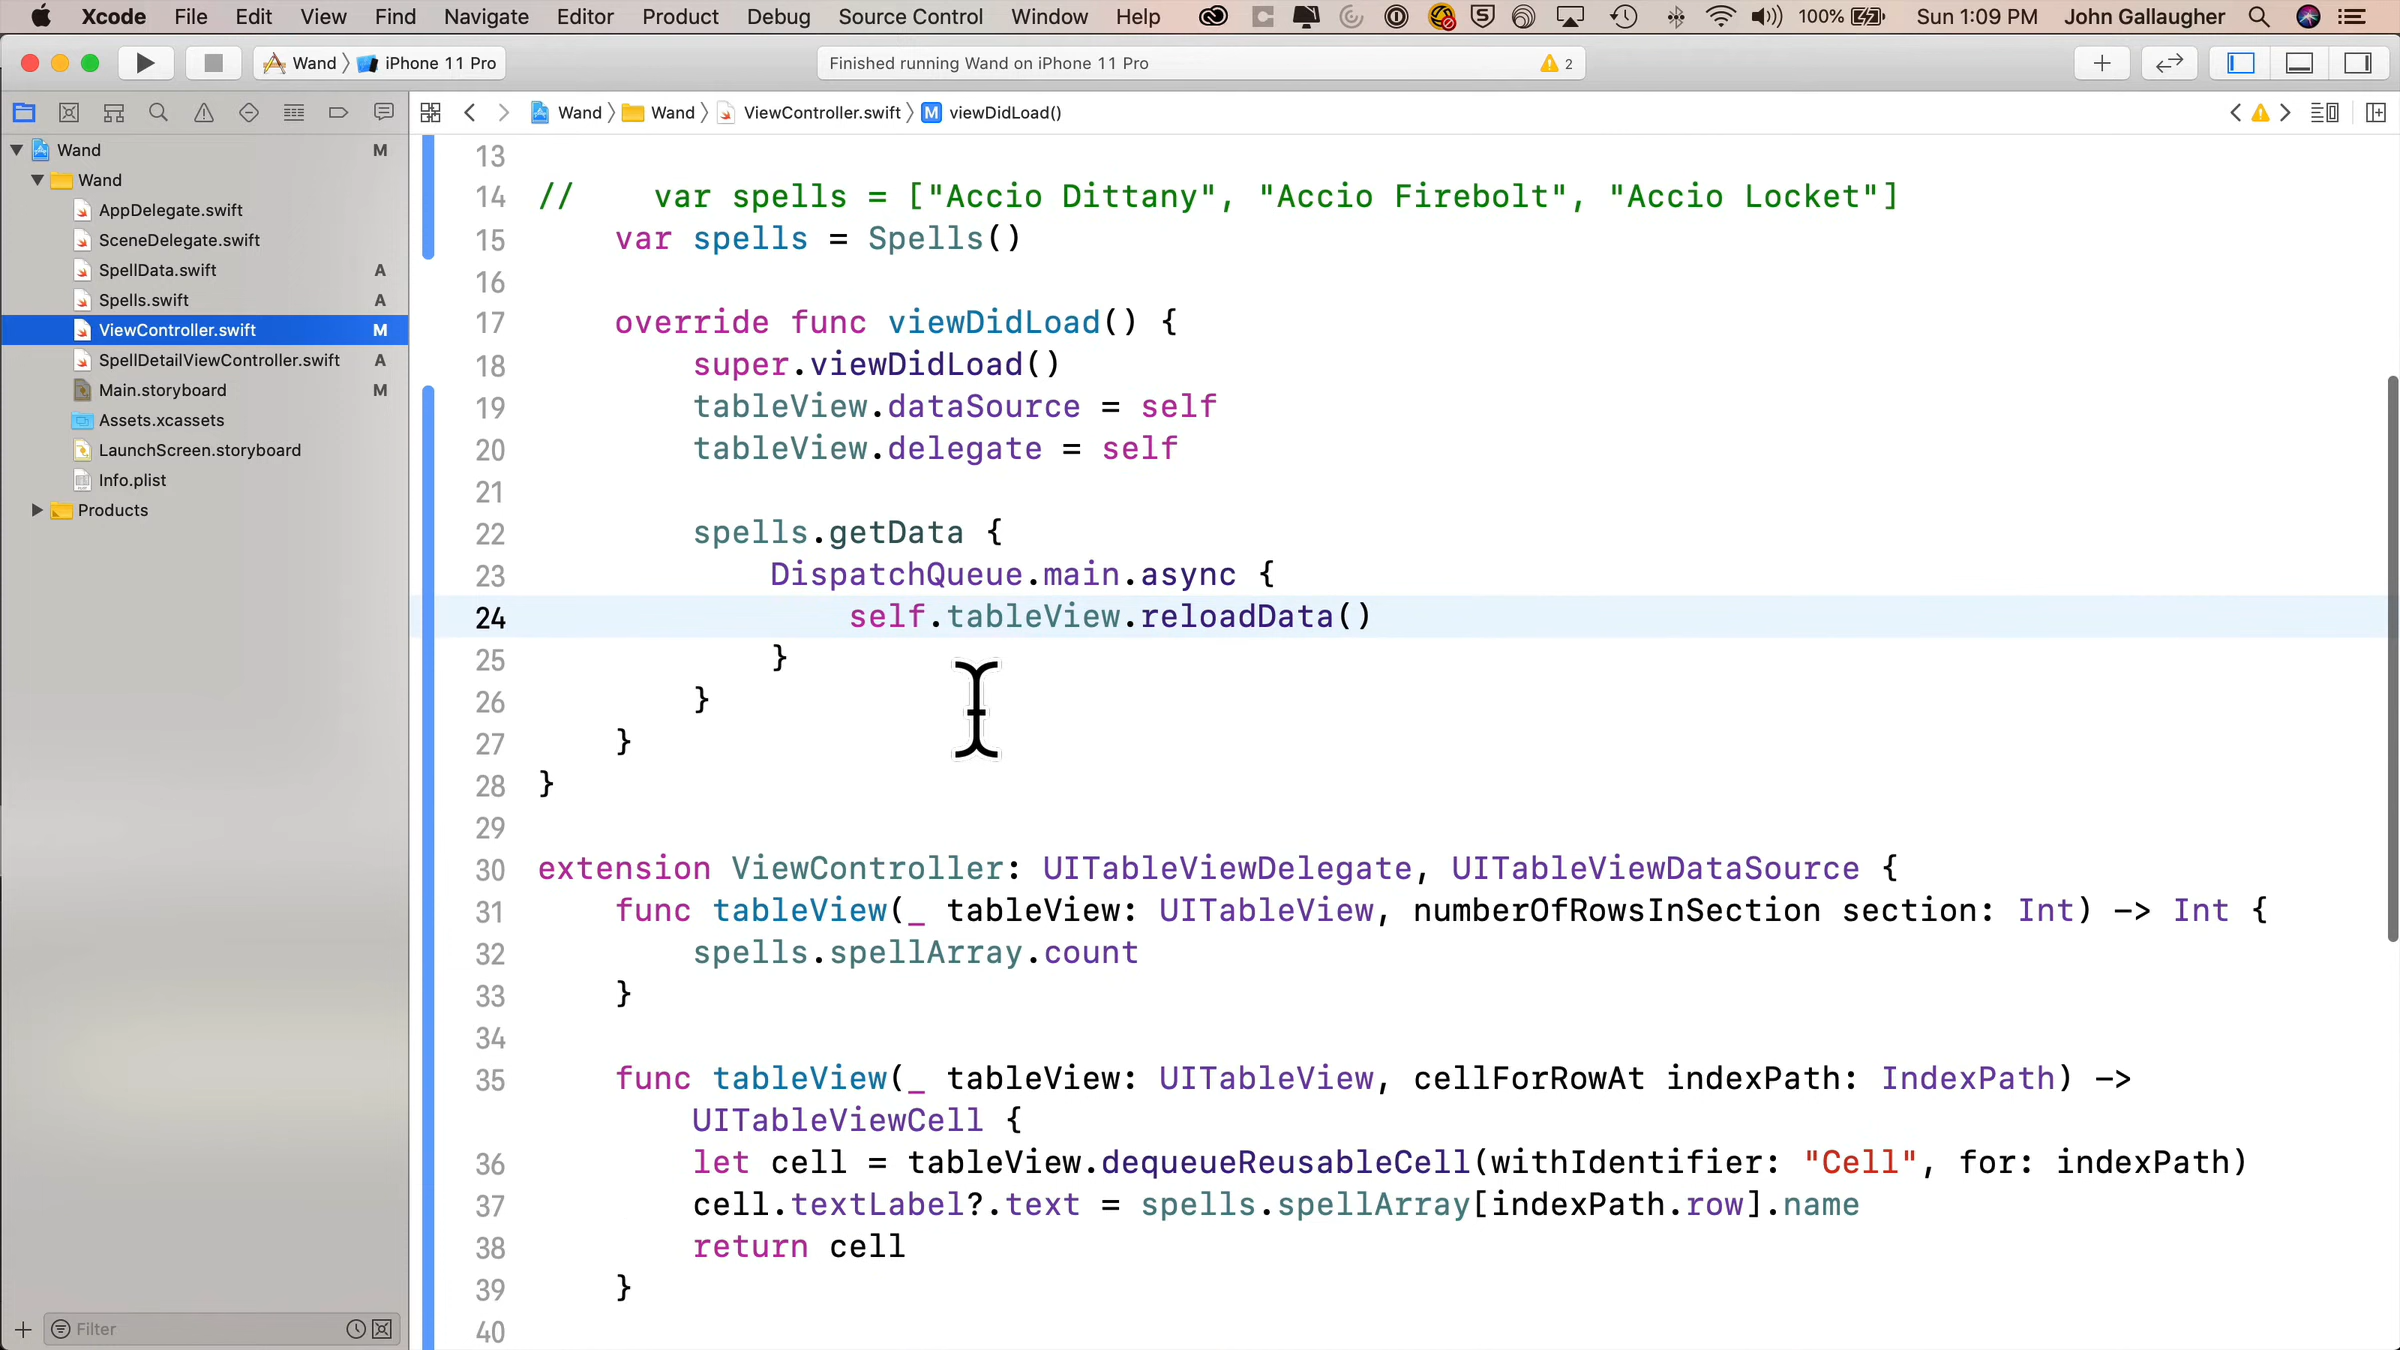 Xcode File Edit View Find Navigate Editor Product Debug Source Control Window Help 100% Sun 1:09 PM John Gallaugher
Wand iPhone 11 Pro Finished running Wand on iPhone 11 Pro 2
Wand Wand ViewController.swift M viewDidLoad()
Wand M
Wand
AppDelegate.swift
SceneDelegate.swift
SpellData.swift A
Spells.swift A
ViewController.swift M
SpellDetailViewController.swift A
Main.storyboard M
Assets.xcassets
LaunchScreen.storyboard
Info.plist
Products
Filter
13
14 // var spells = ["Accio Dittany", "Accio Firebolt", "Accio Locket"]
15 var spells = Spells()
16
17 override func viewDidLoad() {
18 super.viewDidLoad()
19 tableView.dataSource = self
20 tableView.delegate = self
21
22 spells.getData {
23 DispatchQueue.main.async {
24 self.tableView.reloadData()
25 }
26 }
27 }
28 }
29
30 extension ViewController: UITableViewDelegate, UITableViewDataSource {
31 func tableView(_ tableView: UITableView, numberOfRowsInSection section: Int) -> Int {
32 spells.spellArray.count
33 }
34
35 func tableView(_ tableView: UITableView, cellForRowAt indexPath: IndexPath) ->
UITableViewCell {
36 let cell = tableView.dequeueReusableCell(withIdentifier: "Cell", for: indexPath)
37 cell.textLabel?.text = spells.spellArray[indexPath.row].name
38 return cell
39 }
40